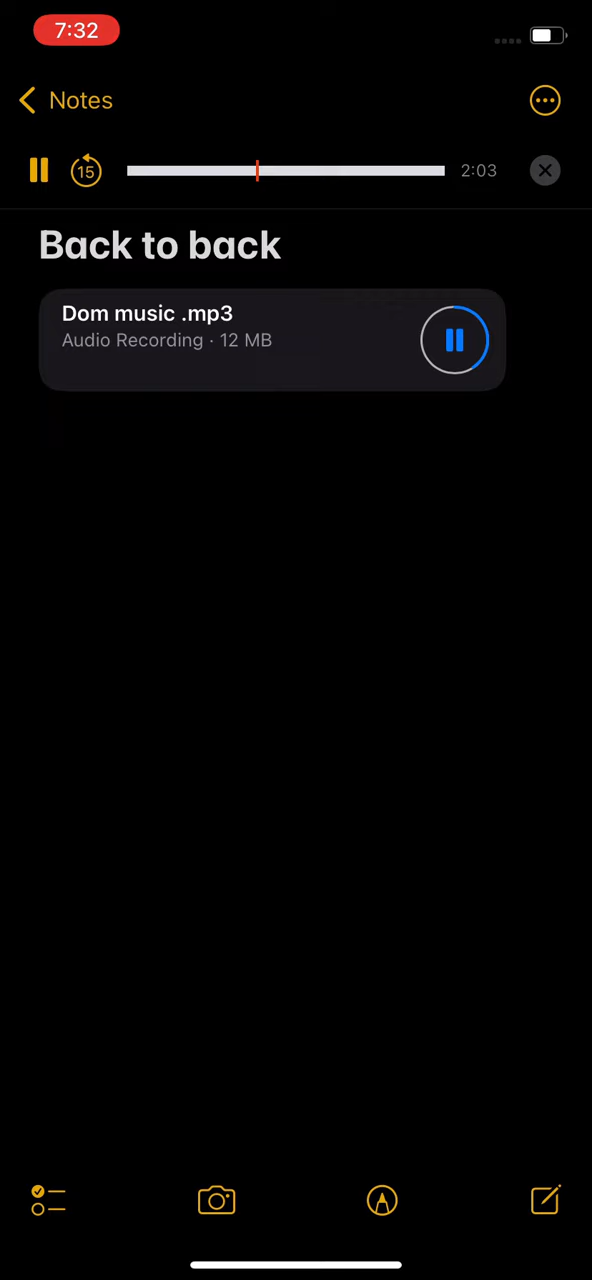 7:32
Notes
15
2:03
Back to back
Dom music .mp3
Audio Recording · 12 MB